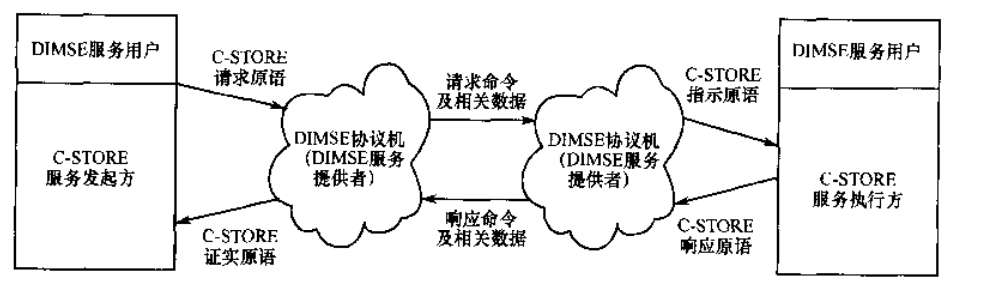 DIMSE服务用户
C-STORE
服务发起方
C-STORE
请求原语
C-STORE
证实原语
DIMSE协议机
(DIMSE服务
提供者)
请求命令
及相关数据
响应命令
及相关数据
DIMSE协议机
(DIMSE服务
提供者)
C-STORE
指示原语
C-STORE
响应原语
DIMSE服务用户
C-STORE
服务执行方